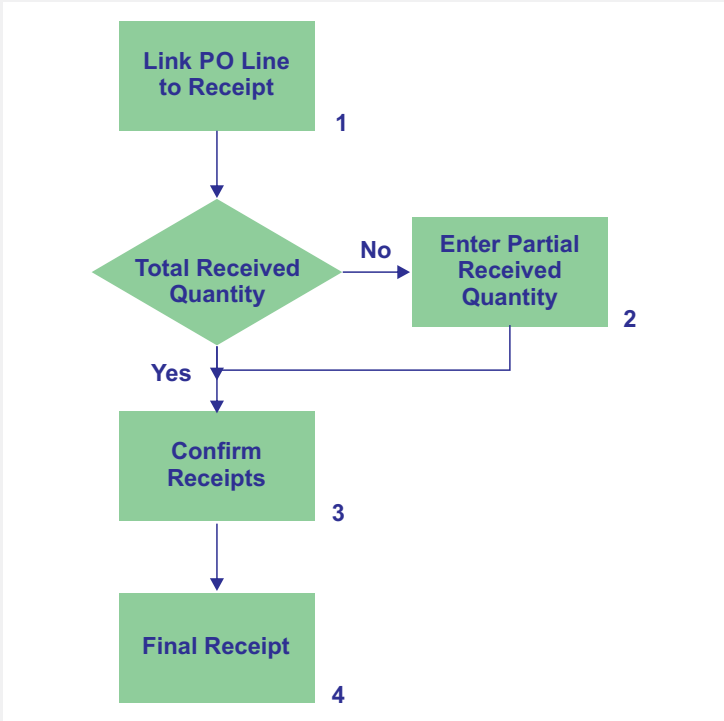 Link PO Line
to Receipt
1
Total Received
Quantity
No
Enter Partial
Received
Quantity
2
Yes
Confirm
Receipts
3
Final Receipt
4